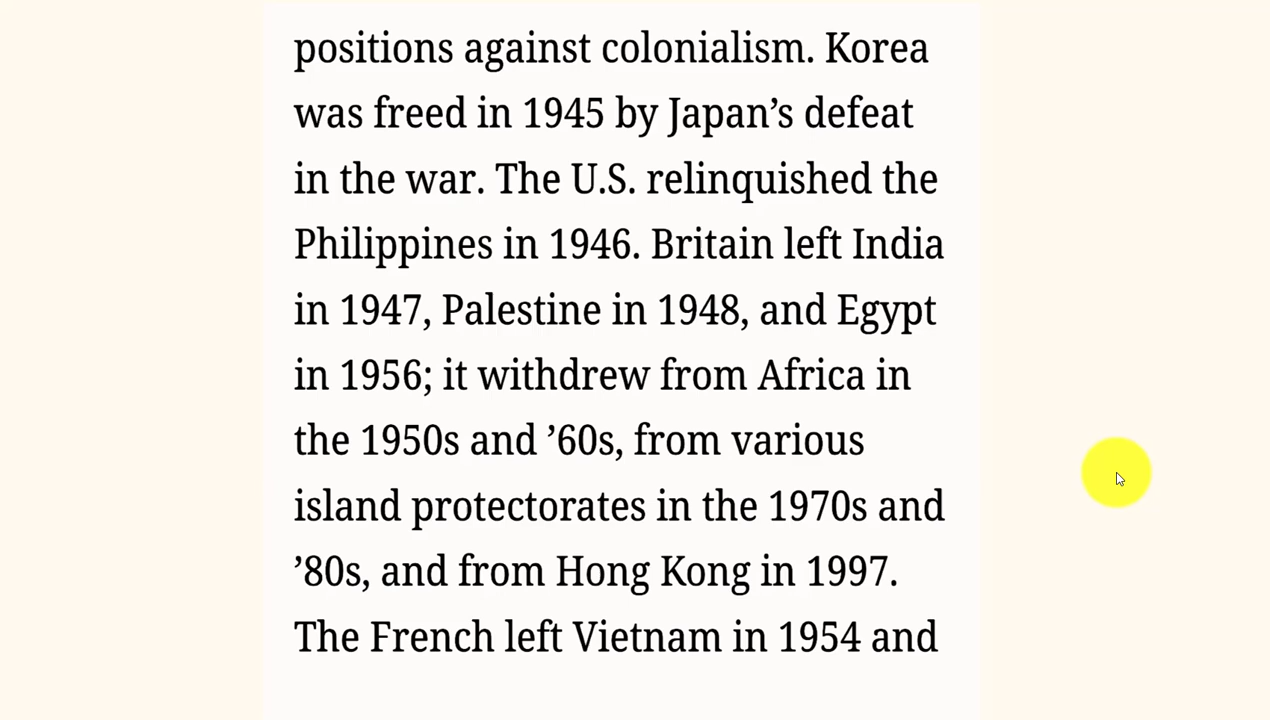 positions against colonialism. Korea
was freed in 1945 by Japan’s defeat
in the war. The U.S. relinquished the
Philippines in 1946. Britain left India
in 1947, Palestine in 1948, and Egypt
in 1956; it withdrew from Africa in
the 1950s and ’60s, from various
island protectorates in the 1970s and
’80s, and from Hong Kong in 1997.
The French left Vietnam in 1954 and